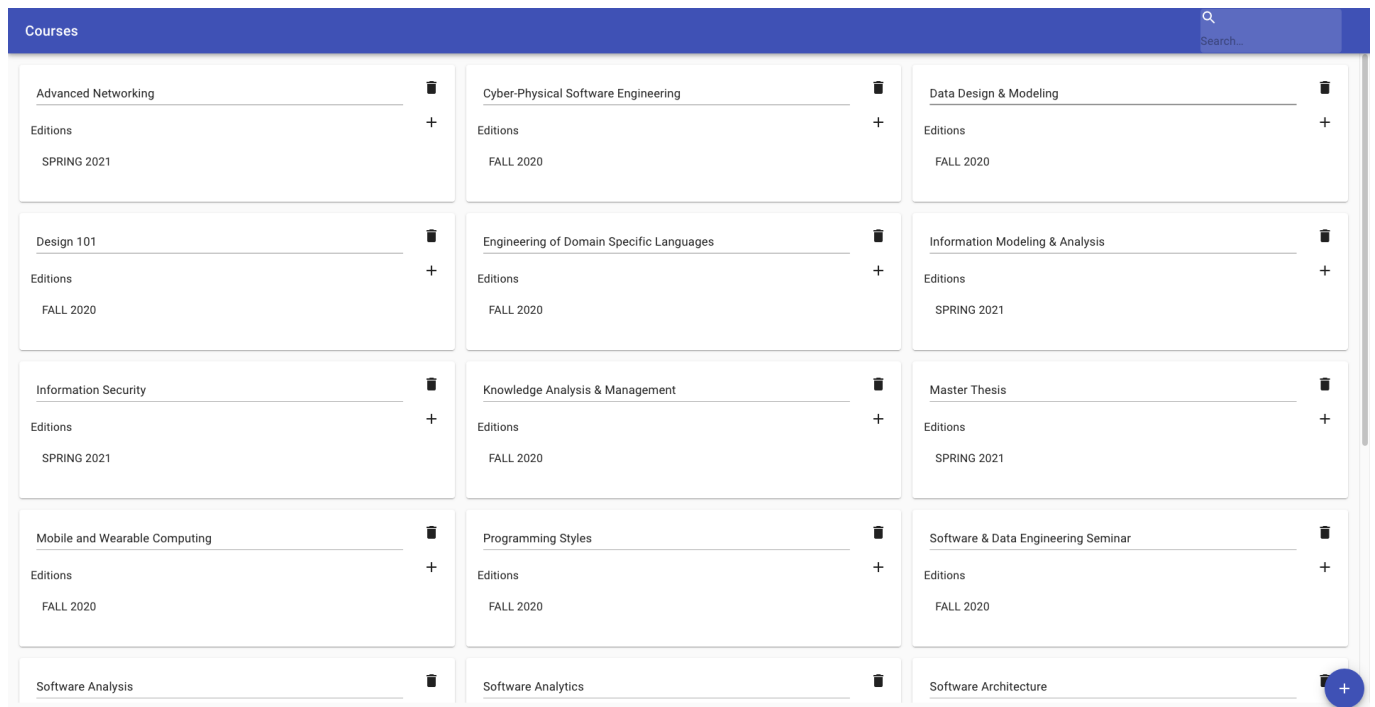 Courses
Search...
Advanced Networking
Cyber-Physical Software Engineering
Data Design & Modeling
Editions
Editions
Editions
SPRING 2021
FALL 2020
FALL 2020
Design 101
Engineering of Domain Specific Languages
Information Modeling & Analysis
Editions
Editions
Editions
FALL 2020
FALL 2020
SPRING 2021
Information Security
Knowledge Analysis & Management
Master Thesis
Editions
Editions
Editions
SPRING 2021
FALL 2020
SPRING 2021
Mobile and Wearable Computing
Programming Styles
Software & Data Engineering Seminar
Editions
Editions
Editions
FALL 2020
FALL 2020
FALL 2020
Software Analysis
Software Analytics
Software Architecture